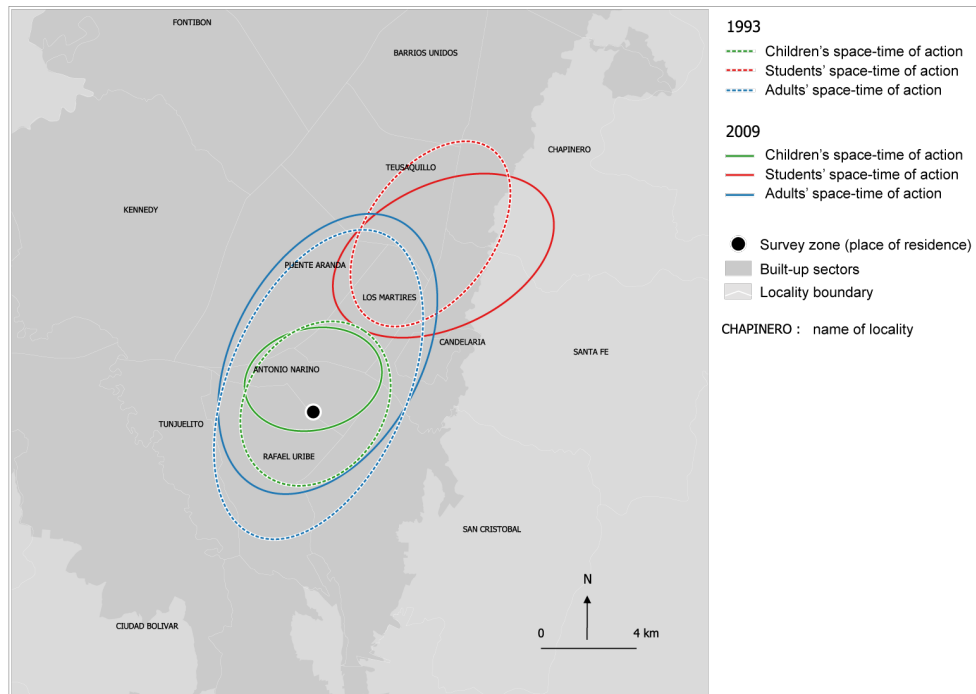 FONTIBON
BARRIOS UNIDOS
CHAPINERO
TEUSAQUILLO
KENNEDY
PUENTE ARANDA
LOS MARTIRES
CANDELARIA
SANTA FE
ANTONIO NARINO
TUNJUELITO
RAFAEL URIBE
SAN CRISTOBAL
CIUDAD BOLIVAR
N
0 4 km
1993
Children's space-time of action
Students' space-time of action
Adults' space-time of action
2009
Children's space-time of action
Students' space-time of action
Adults' space-time of action
Survey zone (place of residence)
Built-up sectors
Locality boundary
CHAPINERO : name of locality